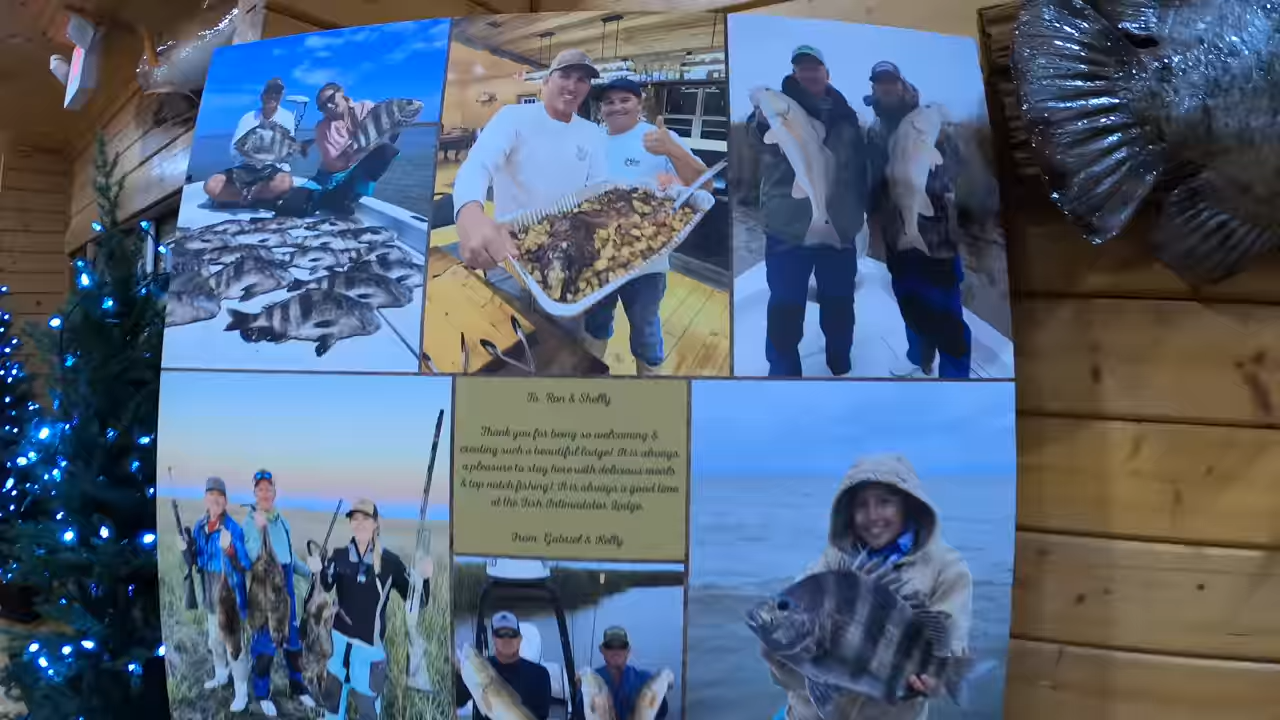 To: Ron & Shelly
Thank you for being so welcoming &
creating such a beautiful lodge! It is always
a pleasure to stay here with delicious meals
& top notch fishing! It is always a good time
at the Fish Intimidator Lodge.
From: Gabriel & Kelly